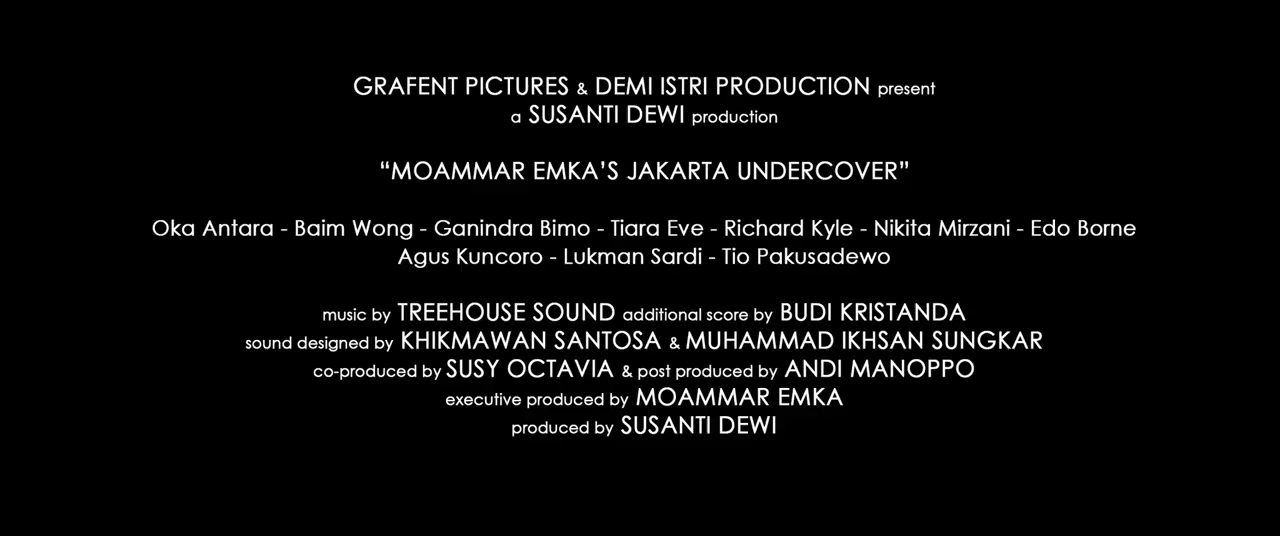 GRAFENT PICTURES & DEMI ISTRI PRODUCTION present
a SUSANTI DEWI production
“MOAMMAR EMKA’S JAKARTA UNDERCOVER”
Oka Antara - Baim Wong - Ganindra Bimo - Tiara Eve - Richard Kyle - Nikita Mirzani - Edo Borne
Agus Kuncoro - Lukman Sardi - Tio Pakusadewo
music by TREEHOUSE SOUND additional score by BUDI KRISTANDA
sound designed by KHIKMAWAN SANTOSA & MUHAMMAD IKHSAN SUNGKAR
co-produced by SUSY OCTAVIA & post produced by ANDI MANOPPO
executive produced by MOAMMAR EMKA
produced by SUSANTI DEWI